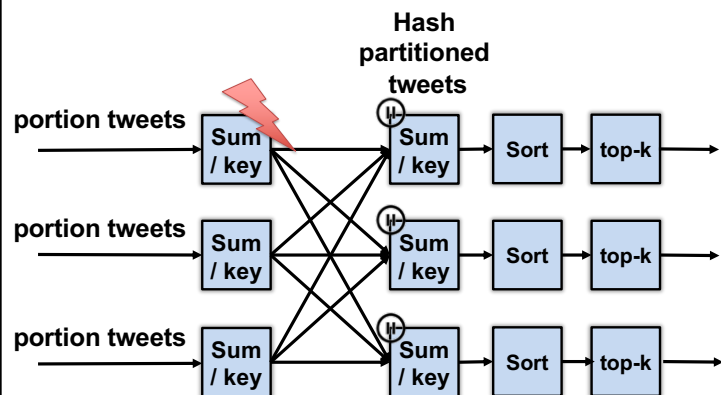 Hash
partitioned
tweets
portion tweets
Sum
/ key
Sum
/ key
Sort
top-k
portion tweets
Sum
/ key
Sum
/ key
Sort
top-k
portion tweets
Sum
/ key
Sum
/ key
Sort
top-k